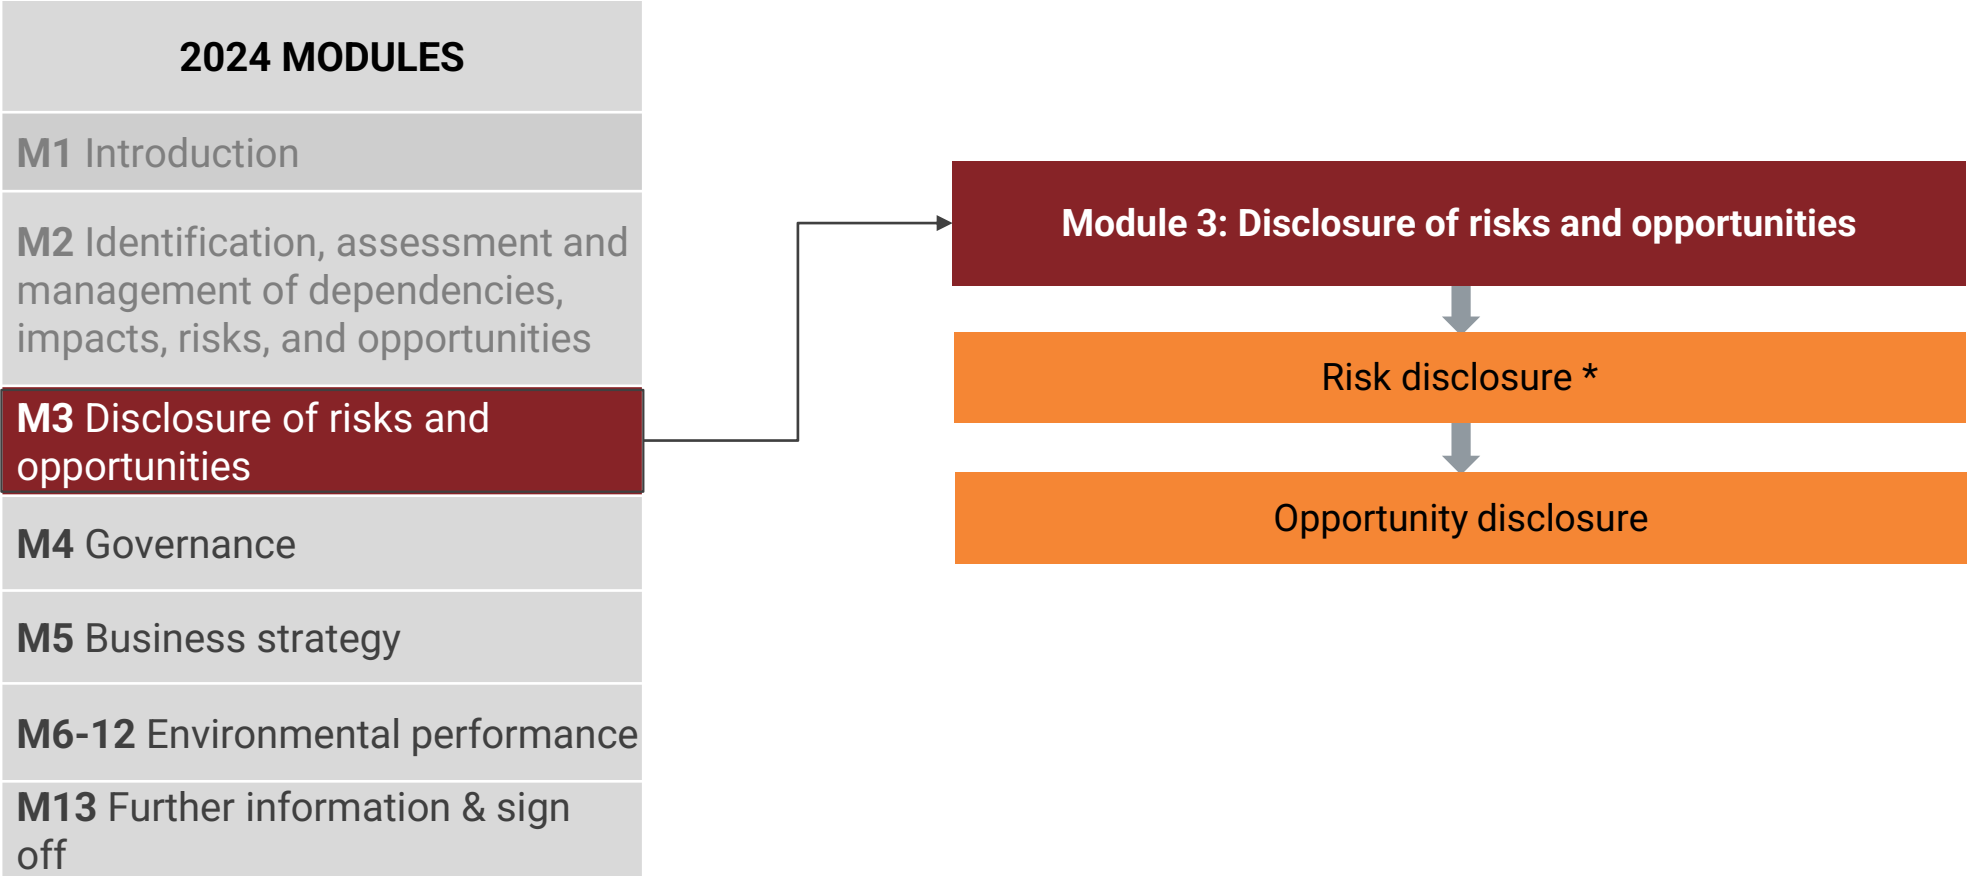 2024 MODULES
M1 Introduction
M2 Identification, assessment and
management of dependencies,
impacts, risks, and opportunities
M3 Disclosure of risks and
opportunities
M4 Governance
M5 Business strategy
M6-12 Environmental performance
M13 Further information & sign
off
Module 3: Disclosure of risks and opportunities
Risk disclosure *
Opportunity disclosure